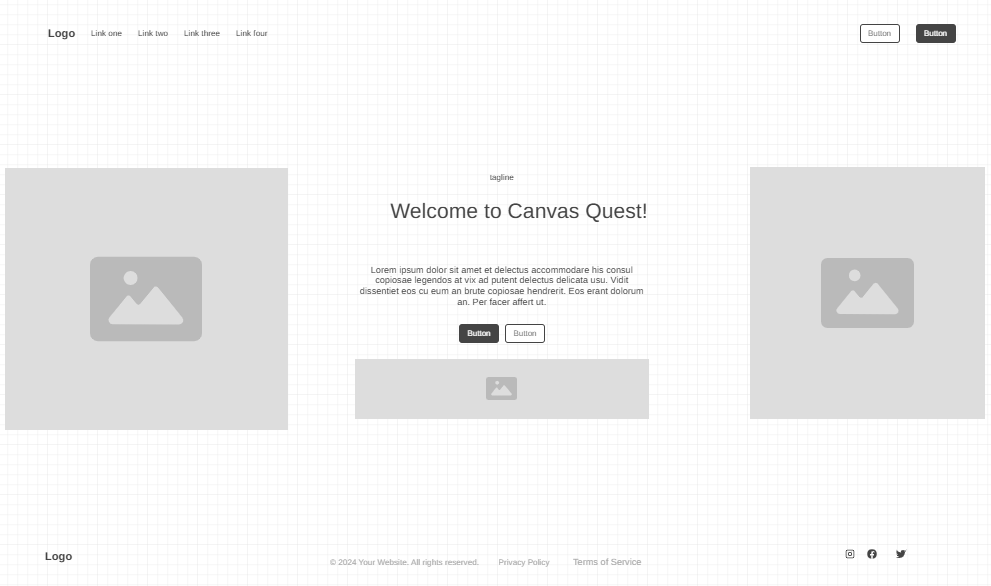 Logo
Link one
Link two
Link three
Link four
Button
Button
tagline
Welcome to Canvas Quest!
Lorem ipsum dolor sit amet et delectus accommodare his consul
copiosae legendos at vix ad putent delectus delicata usu. Vidit
dissentiet eos cu eum an brute copiosae hendrerit. Eos erant dolorum
an. Per facer affert ut.
Button
Button
Logo
© 2024 Your Website. All rights reserved.
Privacy Policy
Terms of Service